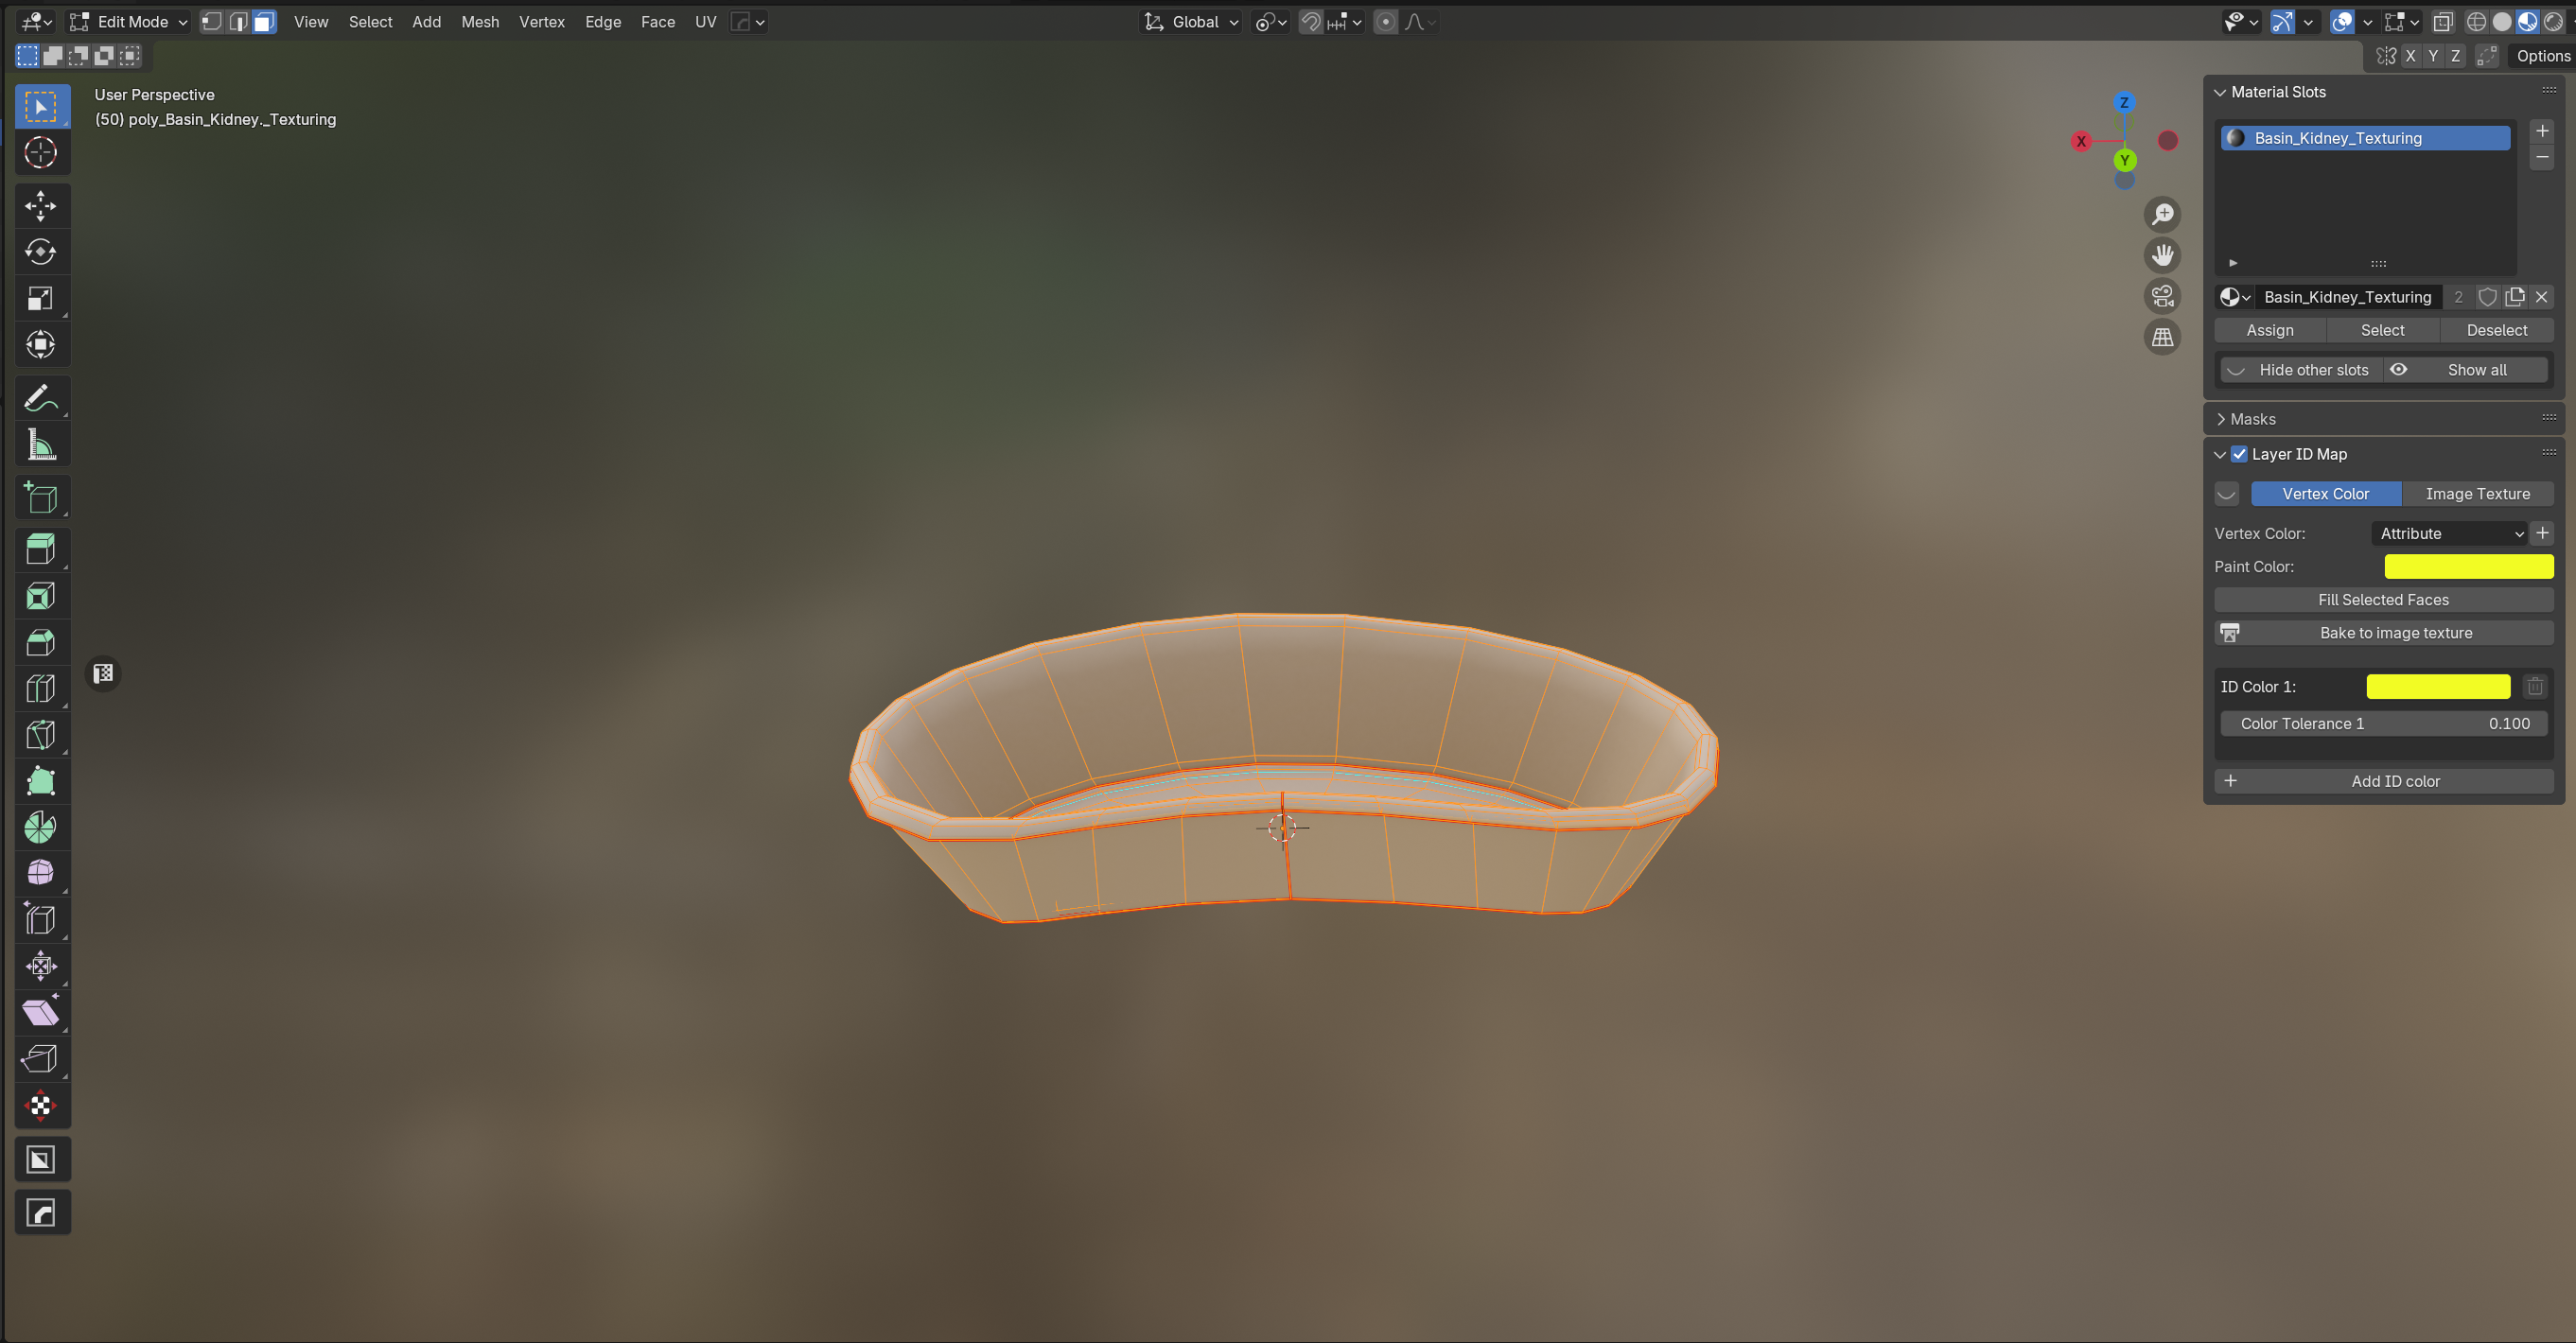 Edit Mode View Select Add Mesh Vertex Edge Face UV Global
X Y Z Options
User Perspective
(50) poly_Basin_Kidney._Texturing
Z
X
Y
Material Slots
Basin_Kidney_Texturing
Basin_Kidney_Texturing 2
Assign Select Deselect
Hide other slots Show all
Masks
Layer ID Map
Vertex Color Image Texture
Vertex Color: Attribute
Paint Color:
Fill Selected Faces
Bake to image texture
ID Color 1:
Color Tolerance 1 0.100
Add ID color